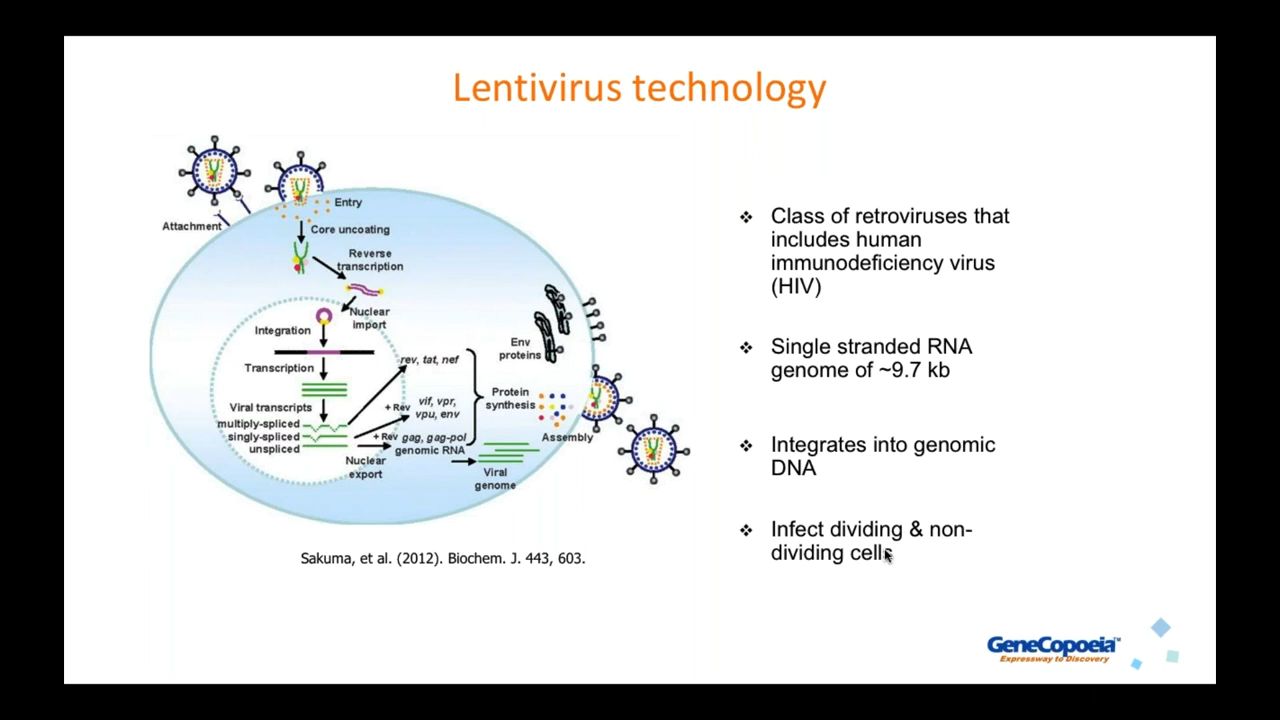 Lentivirus technology
Entry
Attachment
Core uncoating
Reverse
transcription
Nuclear
import
Integration
Transcription
Viral transcripts
multiply-spliced
singly-spliced
unspliced
rev, tat, nef
+ Rev
vif, vpr,
vpu, env
+ Rev
gag, gag-pol
genomic RNA
Nuclear
export
Env
proteins
Protein
synthesis
Assembly
Viral
genome
Sakuma, et al. (2012). Biochem. J. 443, 603.
❖ Class of retroviruses that
includes human
immunodeficiency virus
(HIV)
❖ Single stranded RNA
genome of ~9.7 kb
❖ Integrates into genomic
DNA
❖ Infect dividing & non-
dividing cells
GeneCopoeia™
Expressway to Discovery